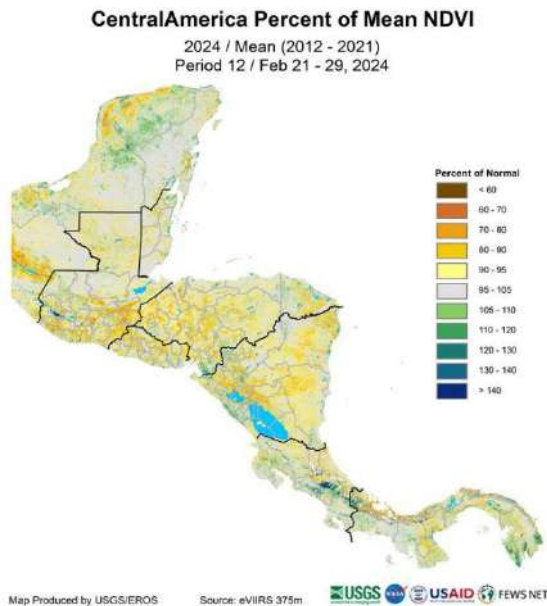 CentralAmerica Percent of Mean NDVI
2024 / Mean (2012 - 2021)
Period 12 / Feb 21 - 29, 2024
Percent of Normal
< 60
60 - 70
70 - 80
80 - 90
90 - 95
95 - 105
105 - 110
110 - 120
120 - 130
130 - 140
> 140
Map Produced by USGS/EROS
Source: eVIIRS 375m
USGS
NASA
USAID
FEWS NET